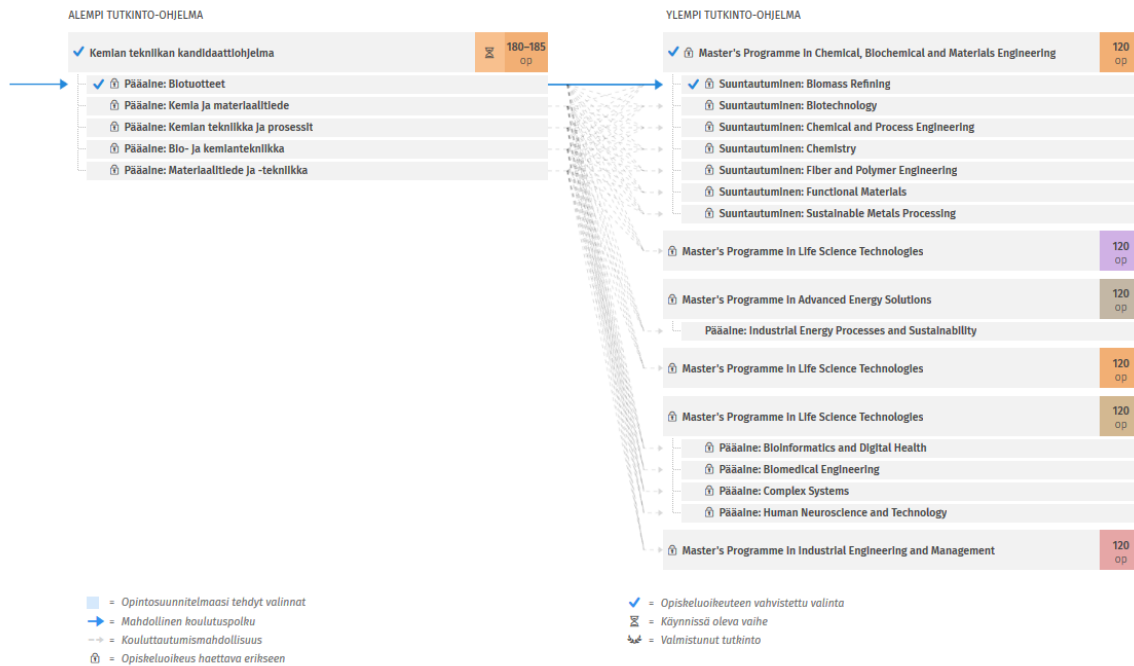 ALEMPI TUTKINTO-OHJELMA
Kemian tekniikan kandidaattiohjelma
180–185
op
Pääaine: Biotuotteet
Pääaine: Kemia ja materiaalitiede
Pääaine: Kemian tekniikka ja prosessit
Pääaine: Bio- ja kemiantekniikka
Pääaine: Materiaalitiede ja -tekniikka
YLEMPI TUTKINTO-OHJELMA
Master's Programme in Chemical, Biochemical and Materials Engineering
120
op
Suuntautuminen: Biomass Refining
Suuntautuminen: Biotechnology
Suuntautuminen: Chemical and Process Engineering
Suuntautuminen: Chemistry
Suuntautuminen: Fiber and Polymer Engineering
Suuntautuminen: Functional Materials
Suuntautuminen: Sustainable Metals Processing
Master's Programme in Life Science Technologies
120
op
Master's Programme in Advanced Energy Solutions
120
op
Pääaine: Industrial Energy Processes and Sustainability
Master's Programme in Life Science Technologies
120
op
Master's Programme in Life Science Technologies
120
op
Pääaine: Bioinformatics and Digital Health
Pääaine: Biomedical Engineering
Pääaine: Complex Systems
Pääaine: Human Neuroscience and Technology
Master's Programme in Industrial Engineering and Management
120
op
= Opintosuunnitelmaasi tehdyt valinnat
= Mahdollinen koulutuspolku
= Kouluttautumismahdollisuus
= Opiskeluoikeus haettava erikseen
= Opiskeluoikeuteen vahvistettu valinta
= Käynnissä oleva vaihe
= Valmistunut tutkinto